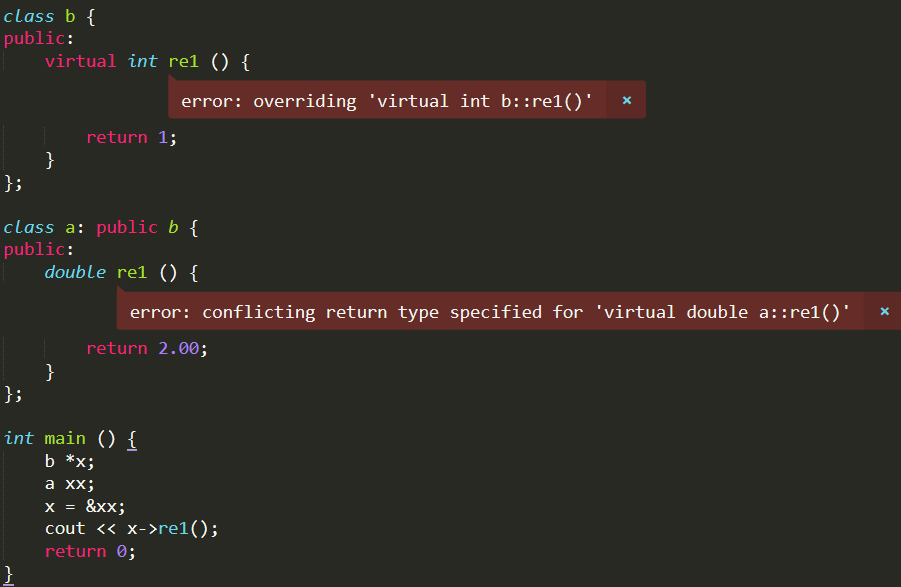 class b {
public:
    virtual int re1 () {
error: overriding 'virtual int b::re1()' ×
        return 1;
    }
};

class a: public b {
public:
    double re1 () {
error: conflicting return type specified for 'virtual double a::re1()' ×
        return 2.00;
    }
};

int main () {
    b *x;
    a xx;
    x = &xx;
    cout << x->re1();
    return 0;
}